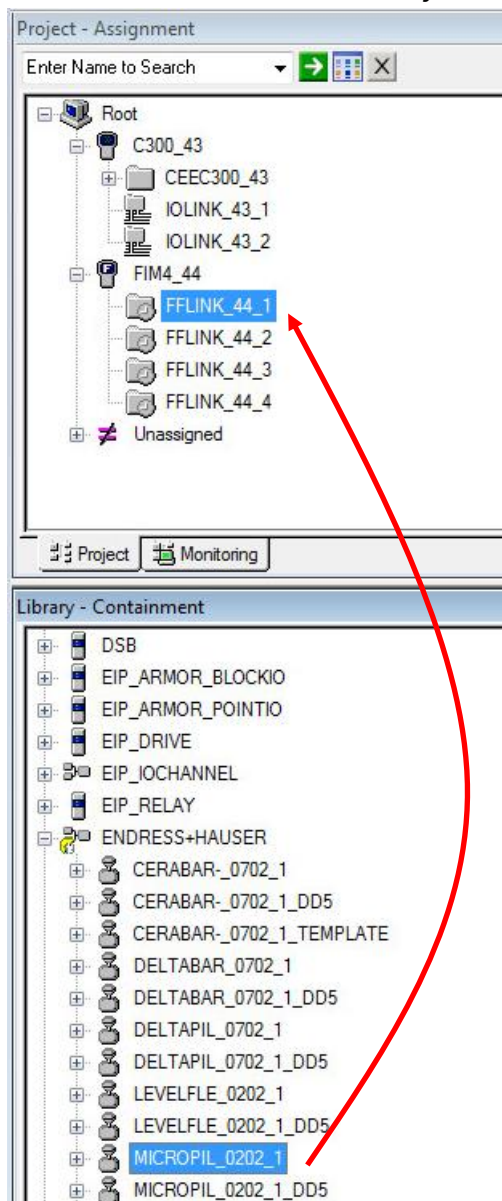 Project - Assignment
Enter Name to Search
Root
C300_43
CEEC300_43
IOLINK_43_1
IOLINK_43_2
FIM4_44
FFLINK_44_1
FFLINK_44_2
FFLINK_44_3
FFLINK_44_4
Unassigned
Project Monitoring
Library - Containment
DSB
EIP_ARMOR_BLOCKIO
EIP_ARMOR_POINTIO
EIP_DRIVE
EIP_IOCHANNEL
EIP_RELAY
ENDRESS+HAUSER
CERABAR-_0702_1
CERABAR-_0702_1_DD5
CERABAR-_0702_1_TEMPLATE
DELTABAR_0702_1
DELTABAR_0702_1_DD5
DELTAPIL_0702_1
DELTAPIL_0702_1_DD5
LEVELFLE_0202_1
LEVELFLE_0202_1_DD5
MICROPIL_0202_1
MICROPIL_0202_1_DD5